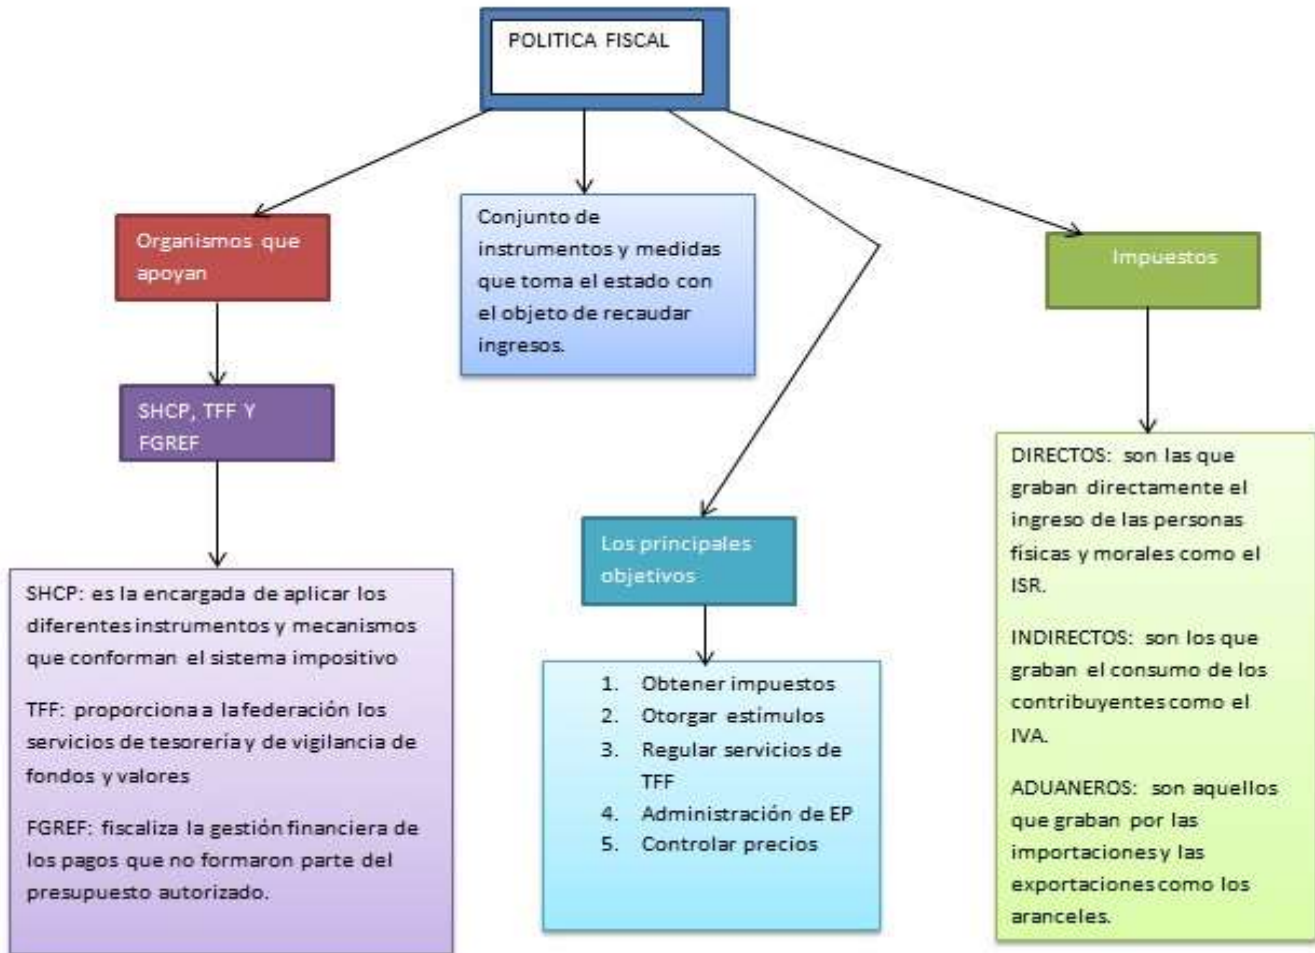 POLITICA FISCAL
Organismos que
apoyan
Conjunto de
instrumentos y medidas
que toma el estado con
el objeto de recaudar
ingresos.
Impuestos
SHCP, TFF Y
FGREF
SHCP: es la encargada de aplicar los
diferentes instrumentos y mecanismos
que conforman el sistema impositivo
TFF: proporciona a la federación los
servicios de tesorería y de vigilancia de
fondos y valores
FGREF: fiscaliza la gestión financiera de
los pagos que no formaron parte del
presupuesto autorizado.
Los principales
objetivos
1. Obtener impuestos
2. Otorgar estímulos
3. Regular servicios de
TFF
4. Administración de EP
5. Controlar precios
DIRECTOS: son las que
graban directamente el
ingreso de las personas
físicas y morales como el
ISR.
INDIRECTOS: son los que
graban el consumo de los
contribuyentes como el
IVA.
ADUANEROS: son aquellos
que graban por las
importaciones y las
exportaciones como los
aranceles.